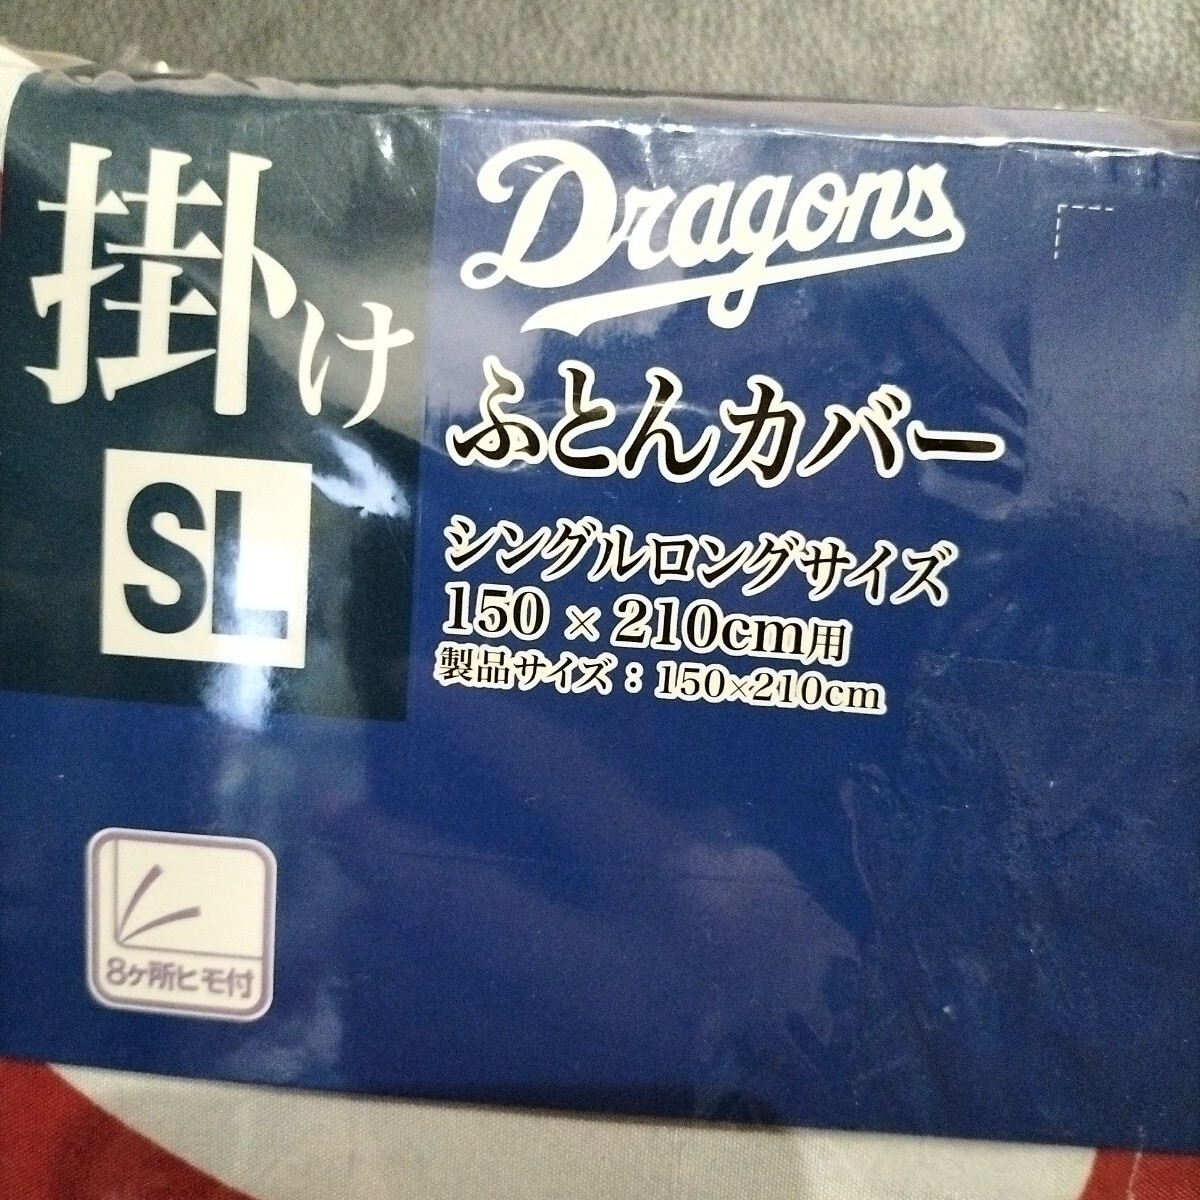 掛け
SL
Dragons
ふとんカバー
シングルロングサイズ
150 × 210cm用
製品サイズ：150×210cm
8ヶ所ヒモ付